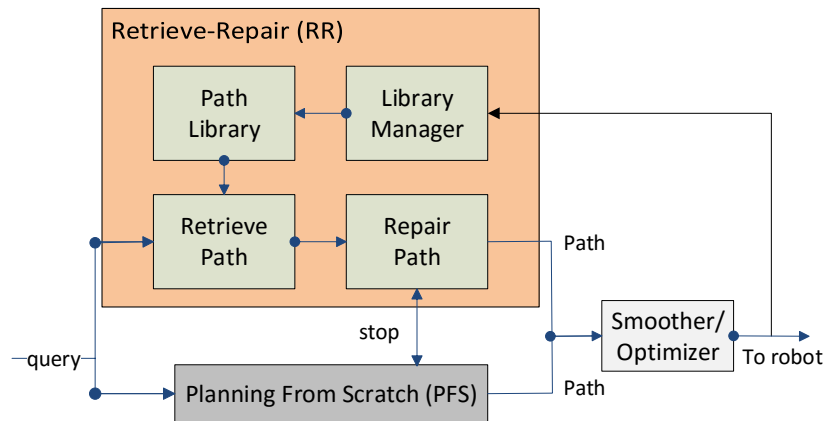 Retrieve-Repair (RR)
Path
Library
Library
Manager
Retrieve
Path
Repair
Path
Path
stop
Smoother/
Optimizer
query
To robot
Planning From Scratch (PFS)
Path